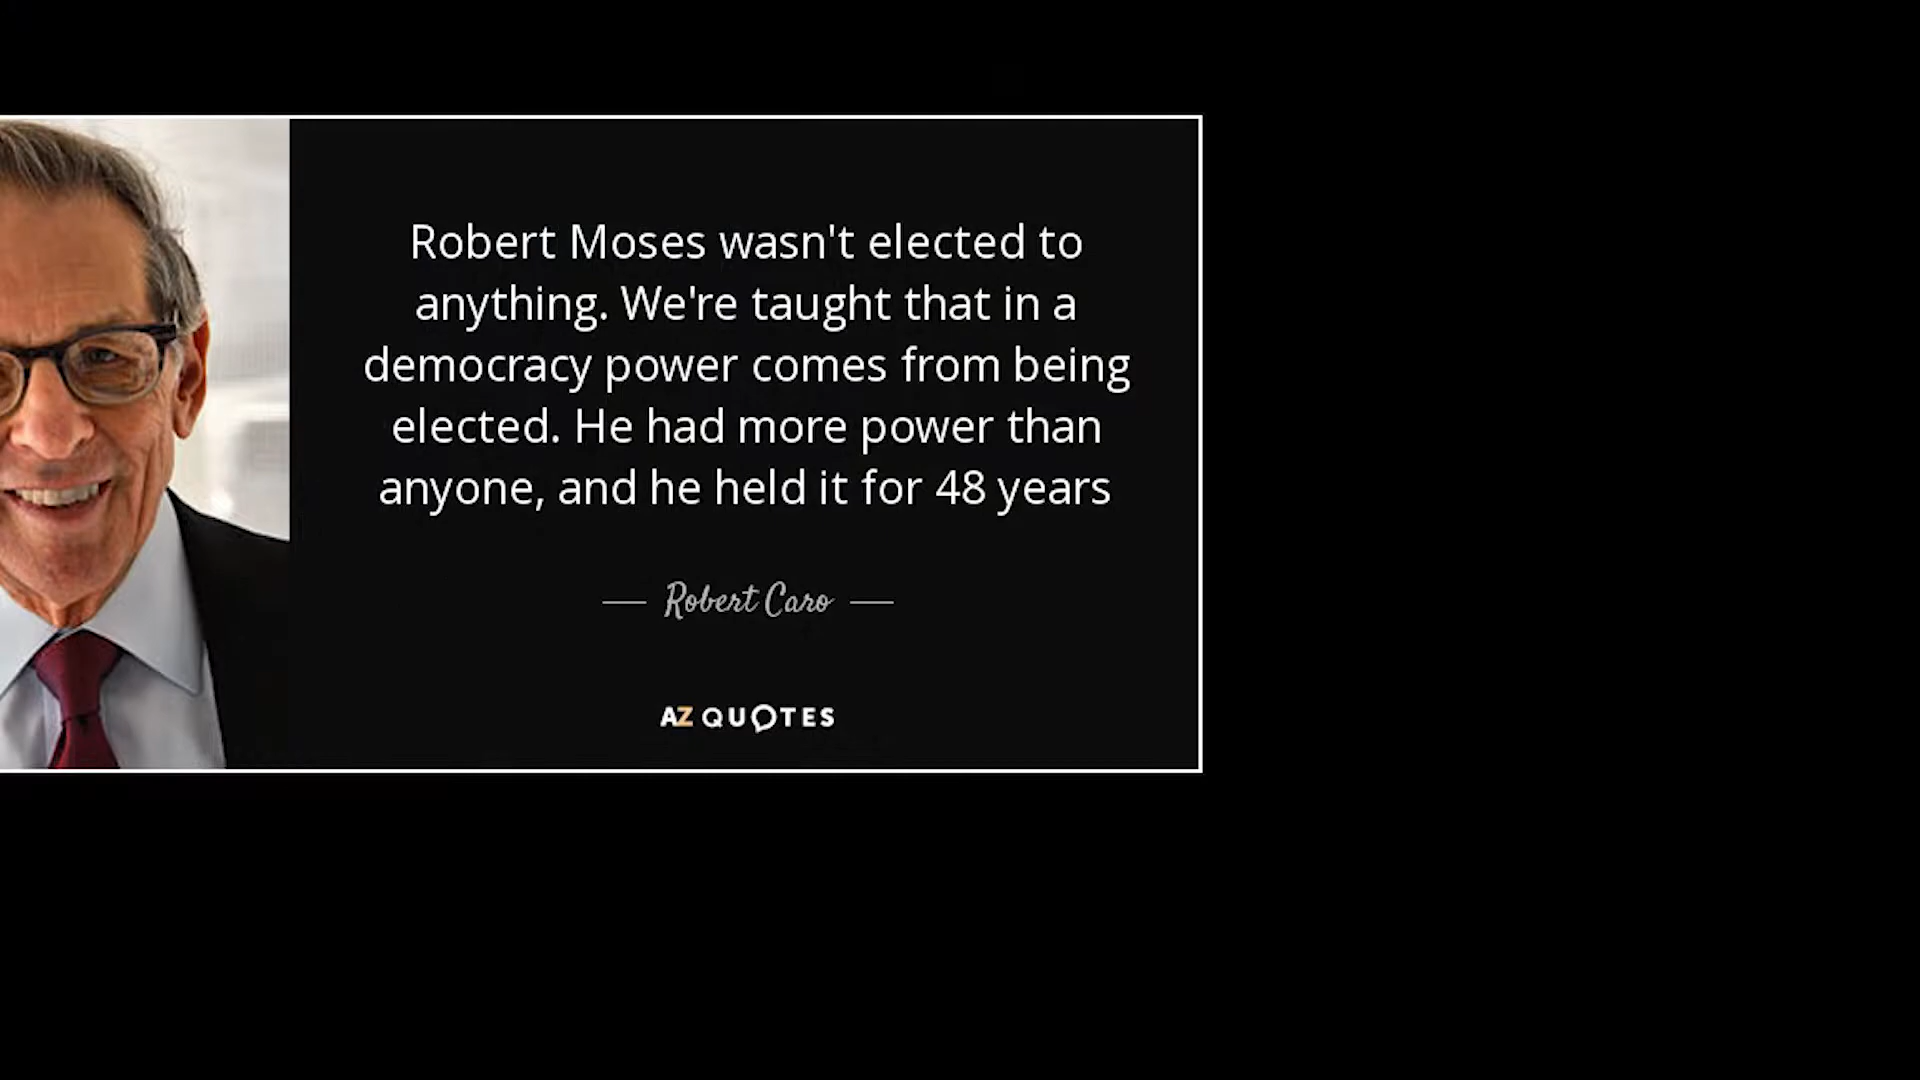 Robert Moses wasn't elected to
anything. We're taught that in a
democracy power comes from being
elected. He had more power than
anyone, and he held it for 48 years
— Robert Caro —
AZ QUOTES